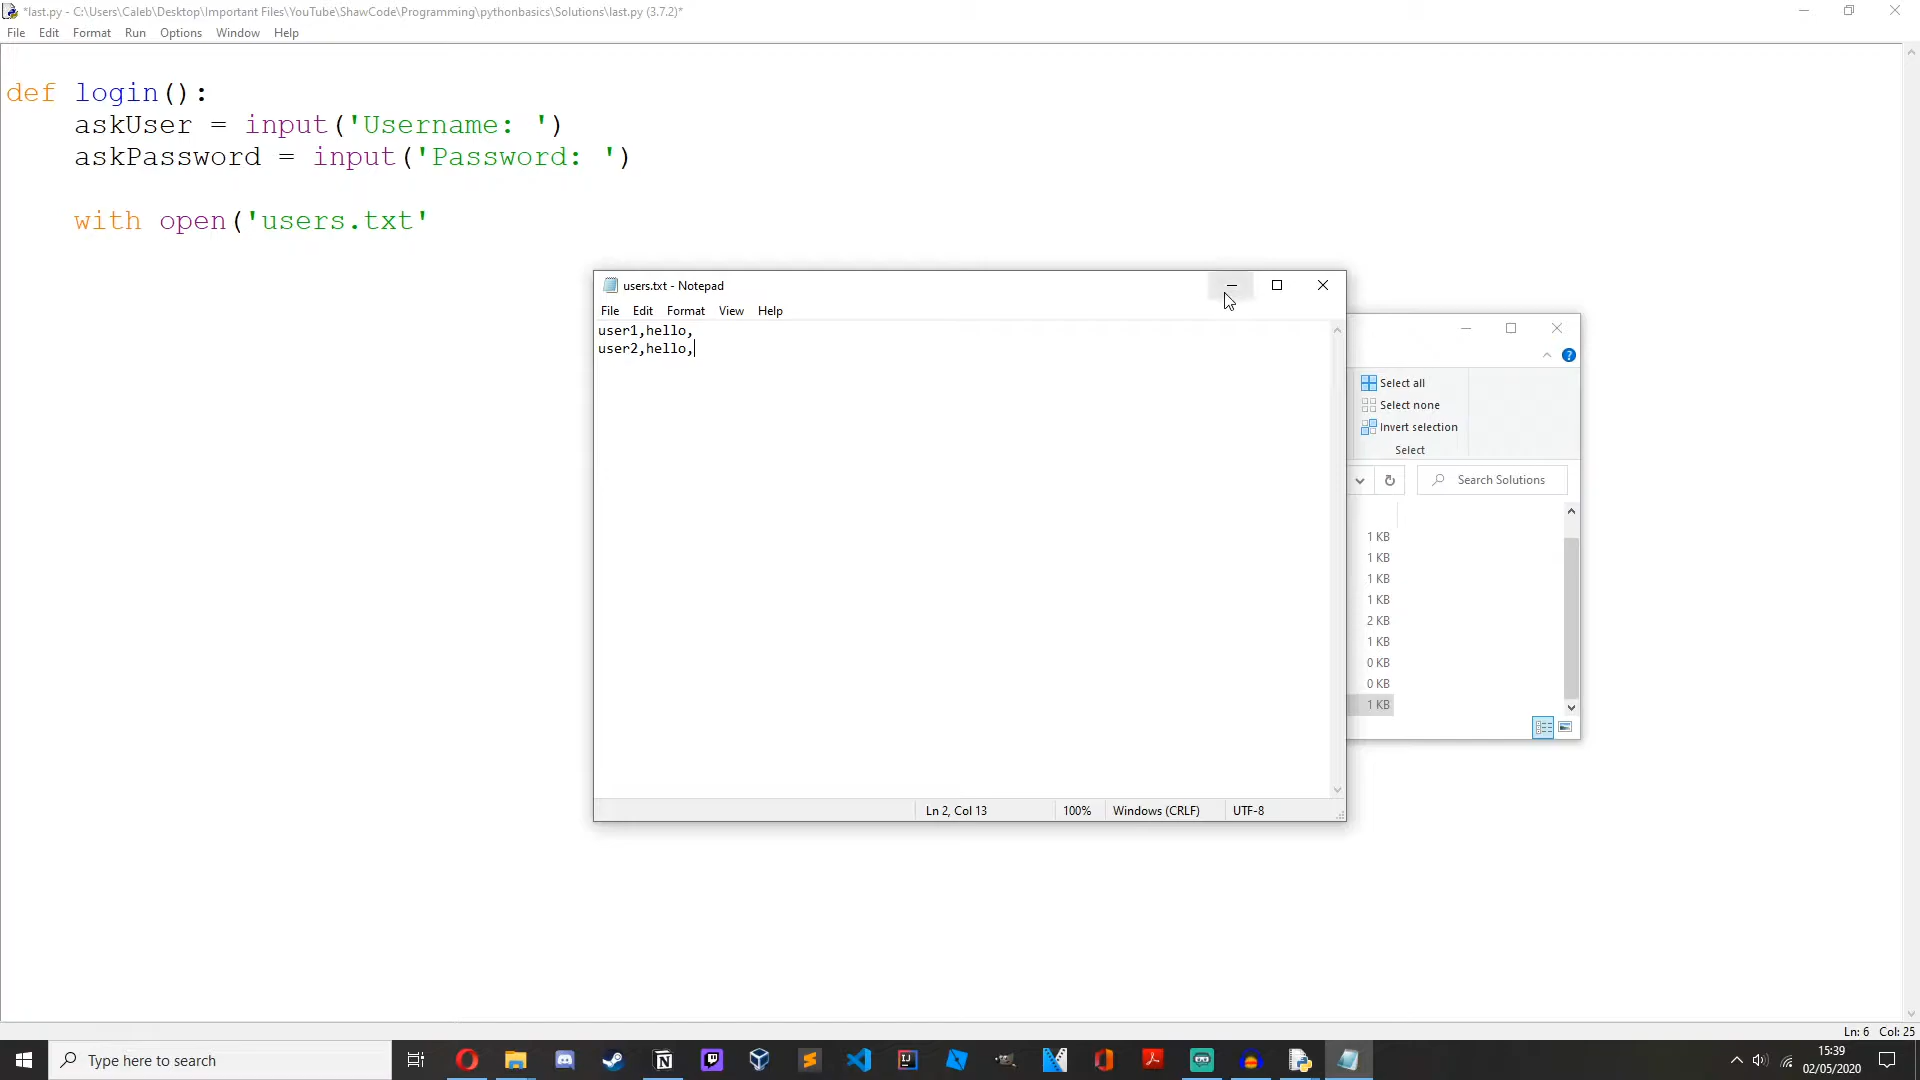 *last.py - C:\Users\Caleb\Desktop\Important Files\YouTube\ShawCode\Programming\pythonbasics\Solutions\last.py (3.7.2)*
File Edit Format Run Options Window Help
def login():
askUser = input('Username: ')
askPassword = input('Password: ')
with open('users.txt'
users.txt - Notepad
File Edit Format View Help
user1,hello,
user2,hello,
Ln 2, Col 13 100% Windows (CRLF) UTF-8
Select all
Select none
Invert selection
Select
Search Solutions
1 KB
1 KB
1 KB
1 KB
2 KB
1 KB
0 KB
0 KB
1 KB
Ln: 6 Col: 25
Type here to search
15:39
02/05/2020